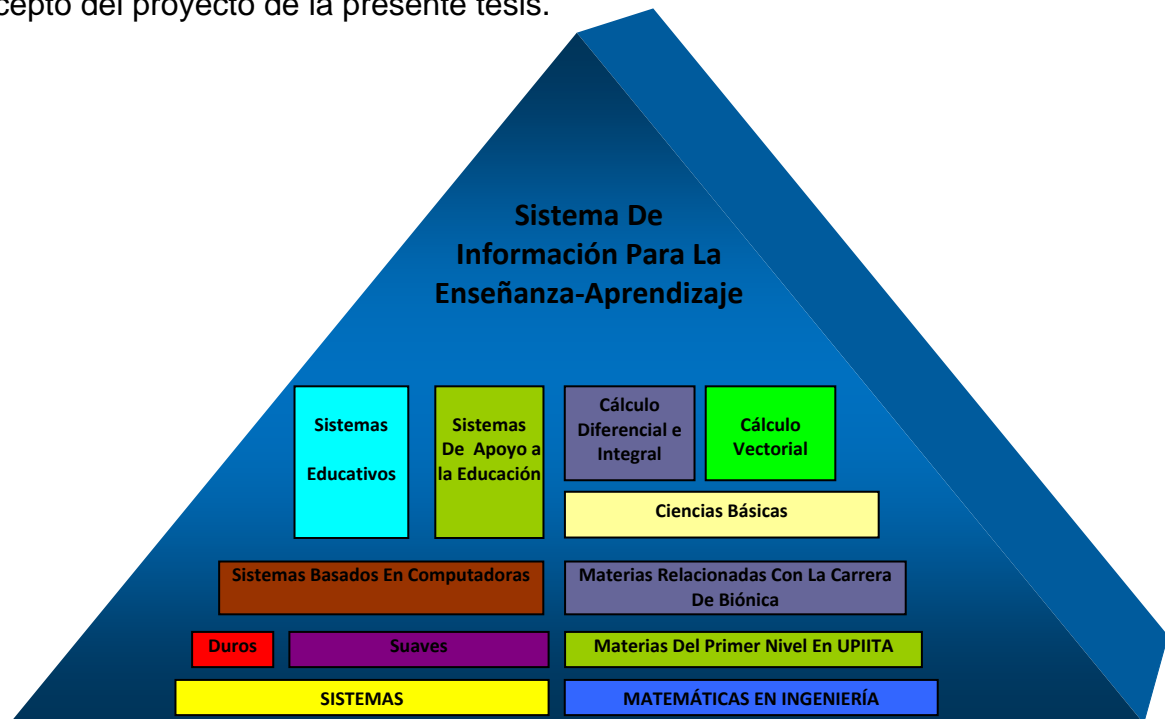 cepto del proyecto de la presente tesis.
Sistema De
Información Para La
Enseñanza-Aprendizaje
Sistemas
Educativos
Sistemas
De Apoyo a
la Educación
Cálculo
Diferencial e
Integral
Cálculo
Vectorial
Ciencias Básicas
Sistemas Basados En Computadoras
Materias Relacionadas Con La Carrera
De Biónica
Duros
Suaves
Materias Del Primer Nivel En UPIITA
SISTEMAS
MATEMÁTICAS EN INGENIERÍA